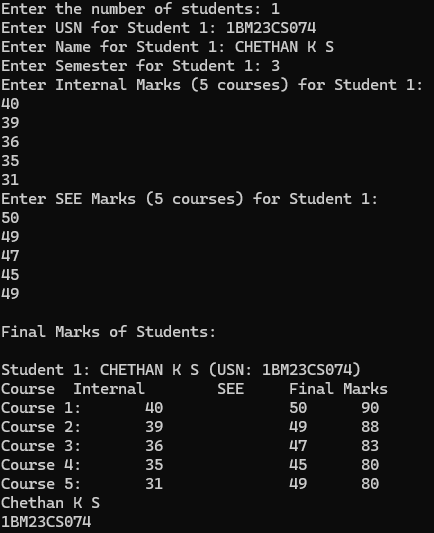 Enter the number of students: 1
Enter USN for Student 1: 1BM23CS074
Enter Name for Student 1: CHETHAN K S
Enter Semester for Student 1: 3
Enter Internal Marks (5 courses) for Student 1:
40
39
36
35
31
Enter SEE Marks (5 courses) for Student 1:
50
49
47
45
49

Final Marks of Students:

Student 1: CHETHAN K S (USN: 1BM23CS074)
Course  Internal        SEE     Final Marks
Course 1:       40              50      90
Course 2:       39              49      88
Course 3:       36              47      83
Course 4:       35              45      80
Course 5:       31              49      80
Chethan K S
1BM23CS074